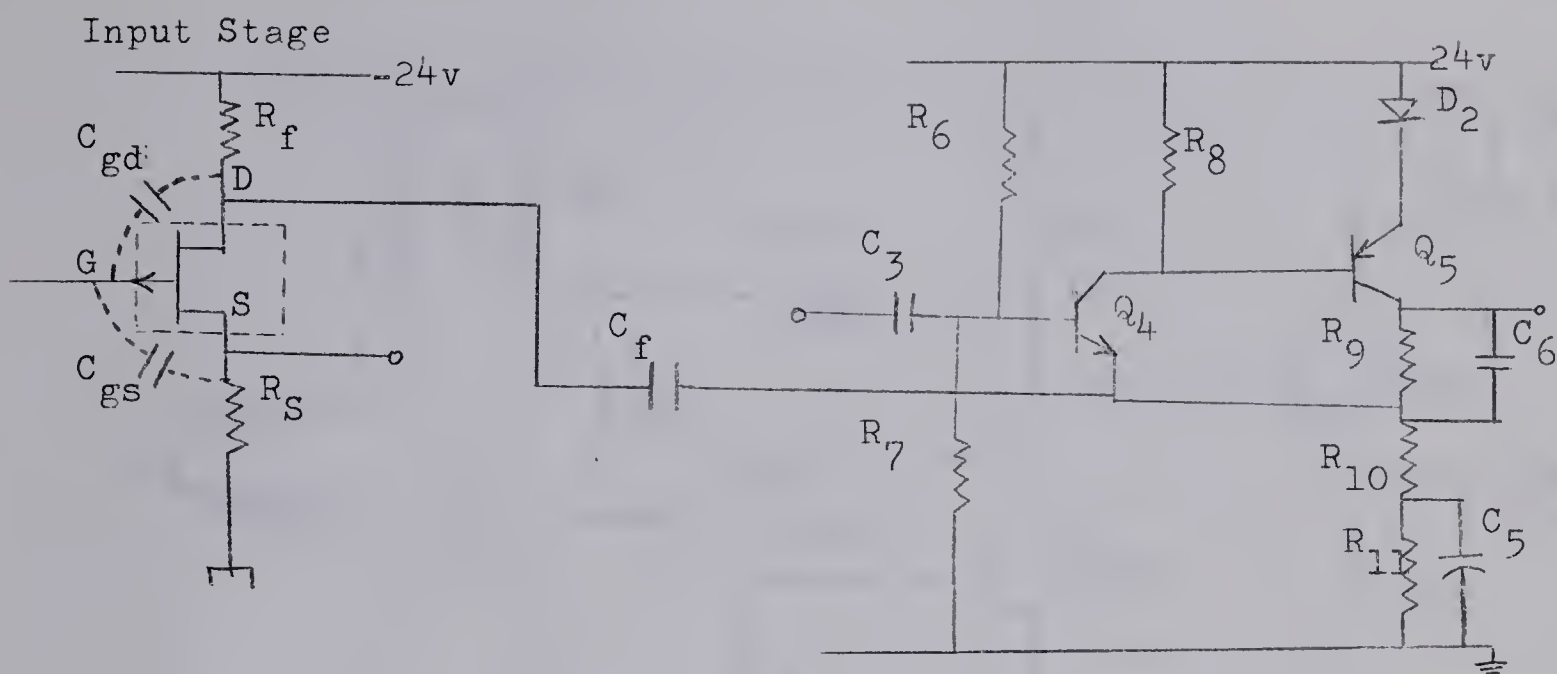 Input Stage
-24v
R_f
C_gd
D
G
S
C_gs
R_S
C_f
24v
R_6
R_8
D_2
C_3
Q_4
Q_5
R_9
C_6
R_7
R_10
R_11
C_5